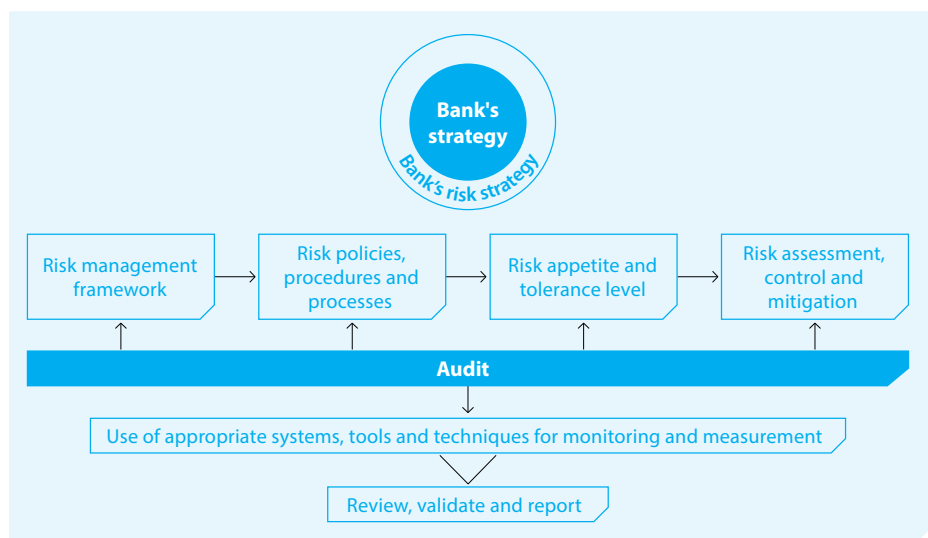 Bank's
strategy
Bank's risk strategy
Risk management
framework
Risk policies,
procedures and
processes
Risk appetite and
tolerance level
Risk assessment,
control and
mitigation
Audit
Use of appropriate systems, tools and techniques for monitoring and measurement
Review, validate and report